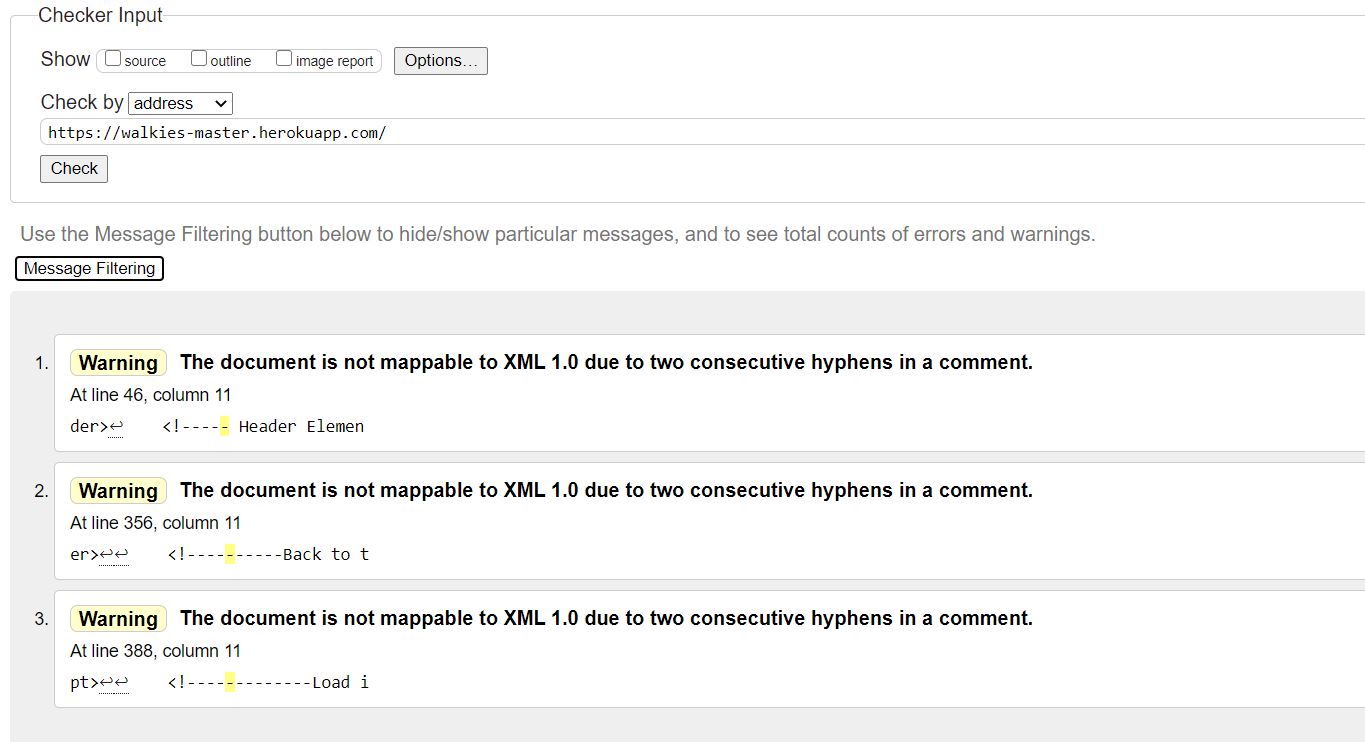 Checker Input
Show source outline image report Options...
Check by address
https://walkies-master.herokuapp.com/
Check
Use the Message Filtering button below to hide/show particular messages, and to see total counts of errors and warnings.
Message Filtering
1. Warning The document is not mappable to XML 1.0 due to two consecutive hyphens in a comment.
At line 46, column 11
der>↩    <!----- Header Elemen
2. Warning The document is not mappable to XML 1.0 due to two consecutive hyphens in a comment.
At line 356, column 11
er>↩↩    <!----------Back to t
3. Warning The document is not mappable to XML 1.0 due to two consecutive hyphens in a comment.
At line 388, column 11
pt>↩↩    <!-------------Load i